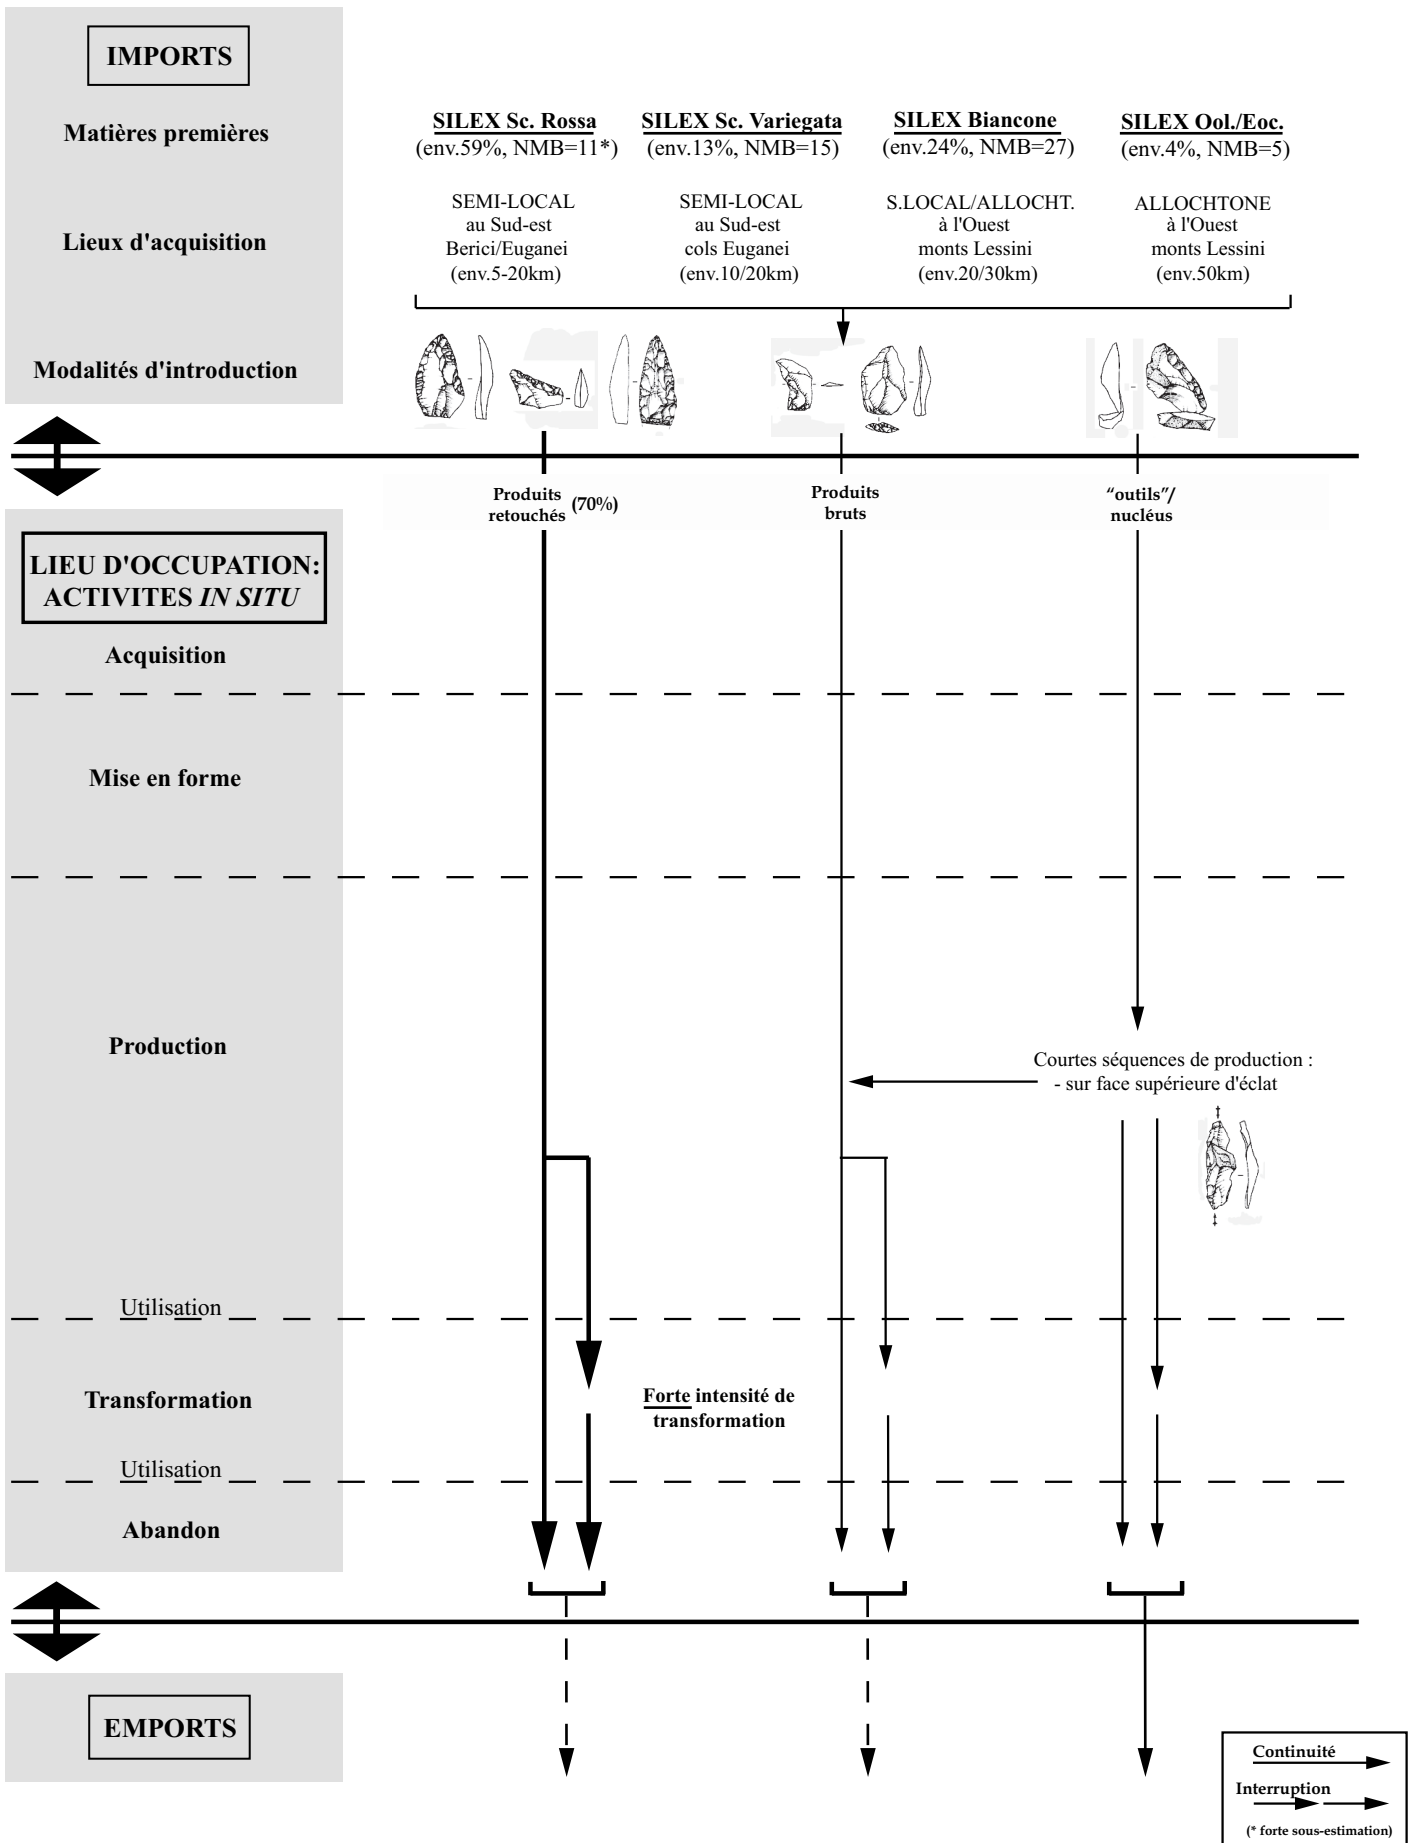 IMPORTS
Matières premières
SILEX Sc. Rossa
(env.59%, NMB=11*)
SILEX Sc. Variegata
(env.13%, NMB=15)
SILEX Biancone
(env.24%, NMB=27)
SILEX Ool./Eoc.
(env.4%, NMB=5)
Lieux d'acquisition
SEMI-LOCAL
au Sud-est
Berici/Euganei
(env.5-20km)
SEMI-LOCAL
au Sud-est
cols Euganei
(env.10/20km)
S.LOCAL/ALLOCHT.
à l'Ouest
monts Lessini
(env.20/30km)
ALLOCHTONE
à l'Ouest
monts Lessini
(env.50km)
Modalités d'introduction
Produits
retouchés (70%)
Produits
bruts
“outils”/
nucléus
LIEU D'OCCUPATION:
ACTIVITES IN SITU
Acquisition
Mise en forme
Production
Courtes séquences de production :
- sur face supérieure d'éclat
Utilisation
Transformation
Forte intensité de
transformation
Utilisation
Abandon
EMPORTS
Continuité
Interruption
(* forte sous-estimation)